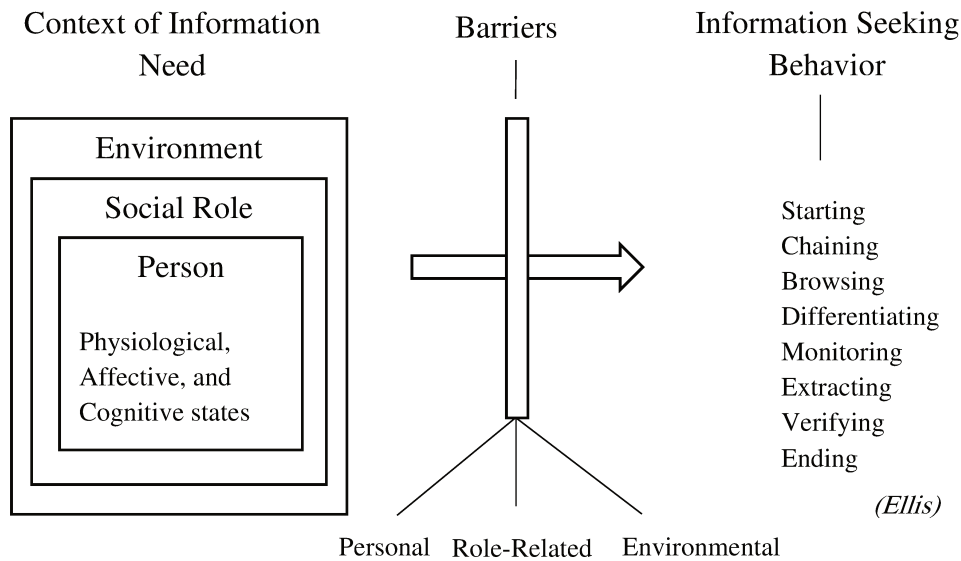 Context of Information
Need
Barriers
Information Seeking
Behavior
Environment
Social Role
Person
Physiological,
Affective, and
Cognitive states
Starting
Chaining
Browsing
Differentiating
Monitoring
Extracting
Verifying
Ending
(Ellis)
Personal
Role-Related
Environmental